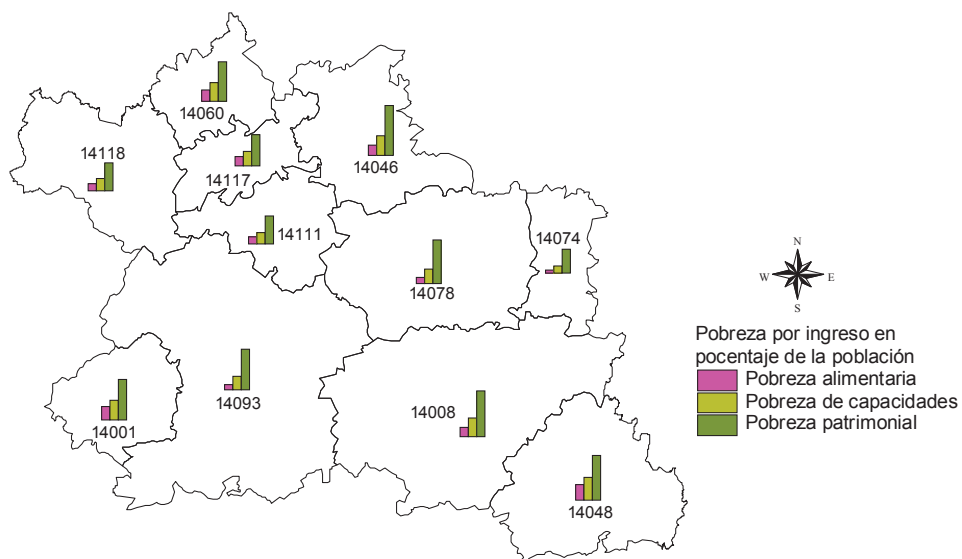 14060
14118
14117
14046
14111
14074
14078
14093
14001
14008
14048
N
W
E
S
Pobreza por ingreso en
pocentaje de la población
Pobreza alimentaria
Pobreza de capacidades
Pobreza patrimonial